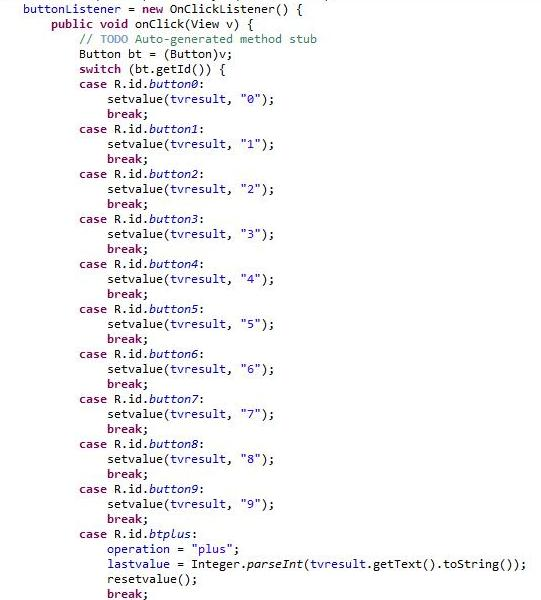 buttonListener = new OnClickListener() {
public void onClick(View v) {
// TODO Auto-generated method stub
Button bt = (Button)v;
switch (bt.getId()) {
case R.id.button0:
setvalue(tvresult, "0");
break;
case R.id.button1:
setvalue(tvresult, "1");
break;
case R.id.button2:
setvalue(tvresult, "2");
break;
case R.id.button3:
setvalue(tvresult, "3");
break;
case R.id.button4:
setvalue(tvresult, "4");
break;
case R.id.button5:
setvalue(tvresult, "5");
break;
case R.id.button6:
setvalue(tvresult, "6");
break;
case R.id.button7:
setvalue(tvresult, "7");
break;
case R.id.button8:
setvalue(tvresult, "8");
break;
case R.id.button9:
setvalue(tvresult, "9");
break;
case R.id.btplus:
operation = "plus";
lastvalue = Integer.parseInt(tvresult.getText().toString());
resetvalue();
break;